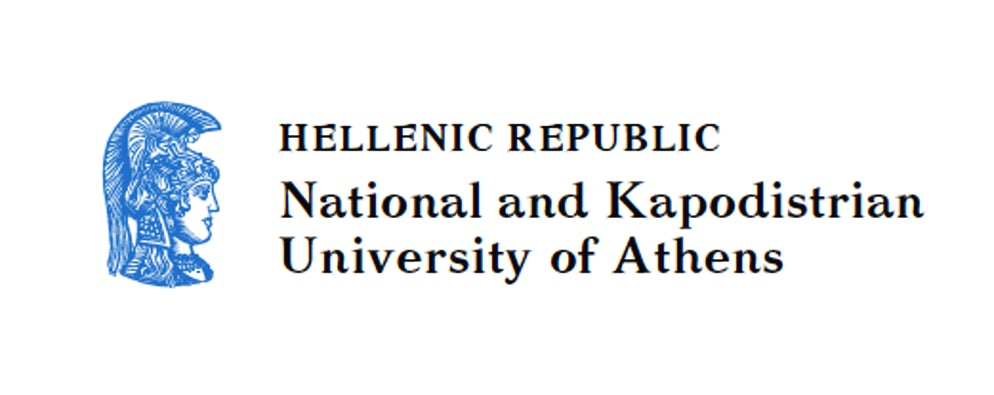 HELLENIC REPUBLIC
National and Kapodistrian
University of Athens